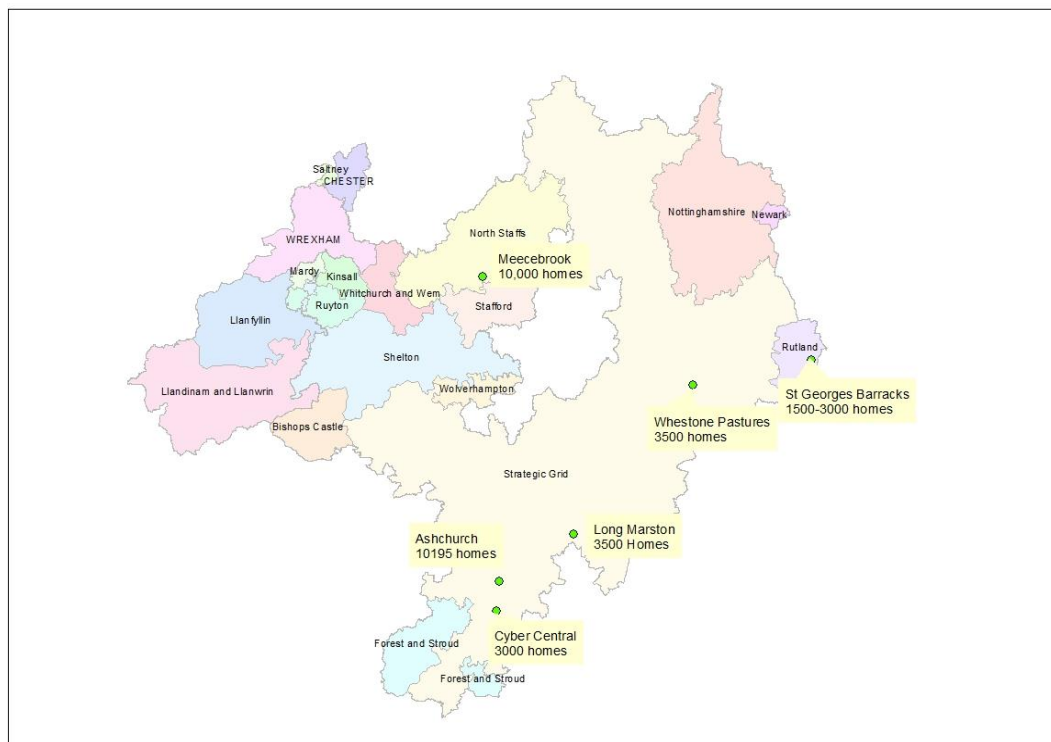 Saltney
CHESTER
WREXHAM
Mardy
Kinsall
Whitchurch and Wem
Ruyton
Llanfyllin
Llandinam and Llanwrin
Bishops Castle
Shelton
North Staffs
Meecebrook
10,000 homes
Stafford
Wolverhampton
Nottinghamshire
Newark
Rutland
St Georges Barracks
1500-3000 homes
Whestone Pastures
3500 homes
Strategic Grid
Long Marston
3500 Homes
Ashchurch
10195 homes
Cyber Central
3000 homes
Forest and Stroud
Forest and Stroud